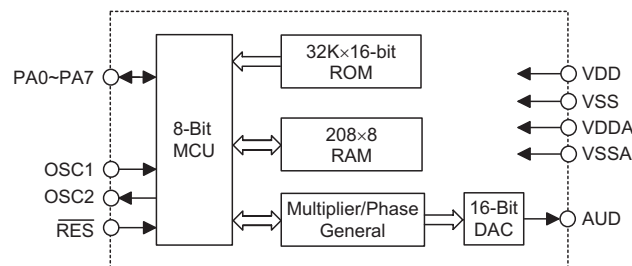 PA0~PA7
OSC1
OSC2
RES
8-Bit
MCU
32K×16-bit
ROM
208×8
RAM
Multiplier/Phase
General
16-Bit
DAC
VDD
VSS
VDDA
VSSA
AUD